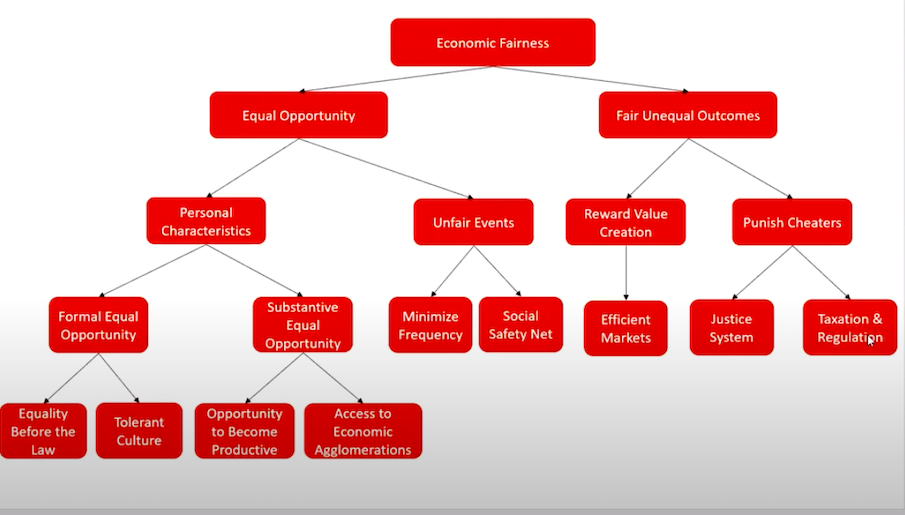 Economic Fairness
Equal Opportunity
Fair Unequal Outcomes
Personal
Characteristics
Unfair Events
Reward Value
Creation
Punish Cheaters
Formal Equal
Opportunity
Substantive
Equal
Opportunity
Minimize
Frequency
Social
Safety Net
Efficient
Markets
Justice
System
Taxation &
Regulation
Equality
Before the
Law
Tolerant
Culture
Opportunity
to Become
Productive
Access to
Economic
Agglomerations